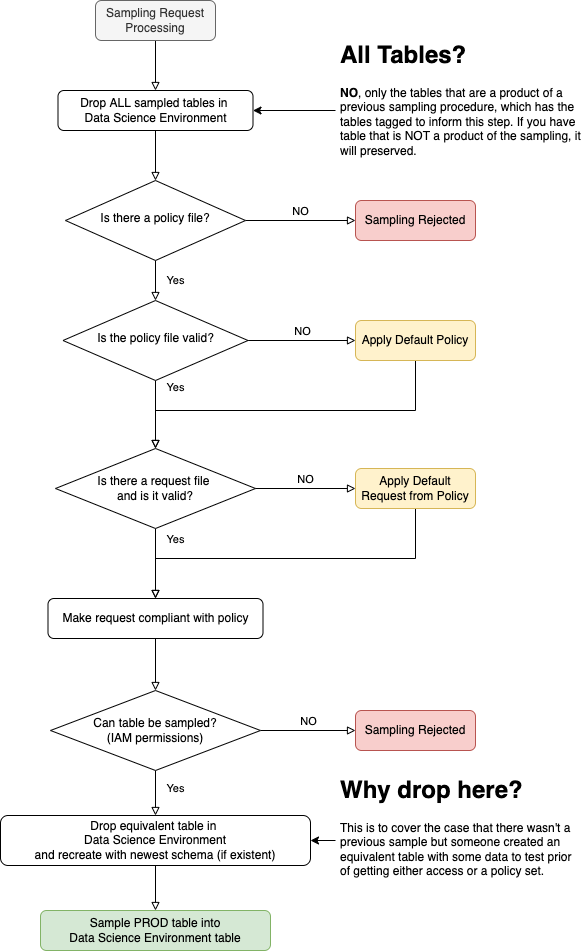 Sampling Request
Processing
All Tables?
Drop ALL sampled tables in
Data Science Environment
NO, only the tables that are a product of a
previous sampling procedure, which has the
tables tagged to inform this step. If you have
table that is NOT a product of the sampling, it
will preserved.
Is there a policy file?
NO
Sampling Rejected
Yes
Is the policy file valid?
NO
Apply Default Policy
Yes
Is there a request file
and is it valid?
NO
Apply Default
Request from Policy
Yes
Make request compliant with policy
Can table be sampled?
(IAM permissions)
NO
Sampling Rejected
Yes
Why drop here?
Drop equivalent table in
Data Science Environment
and recreate with newest schema (if existent)
This is to cover the case that there wasn't a
previous sample but someone created an
equivalent table with some data to test prior
of getting either access or a policy set.
Sample PROD table into
Data Science Environment table